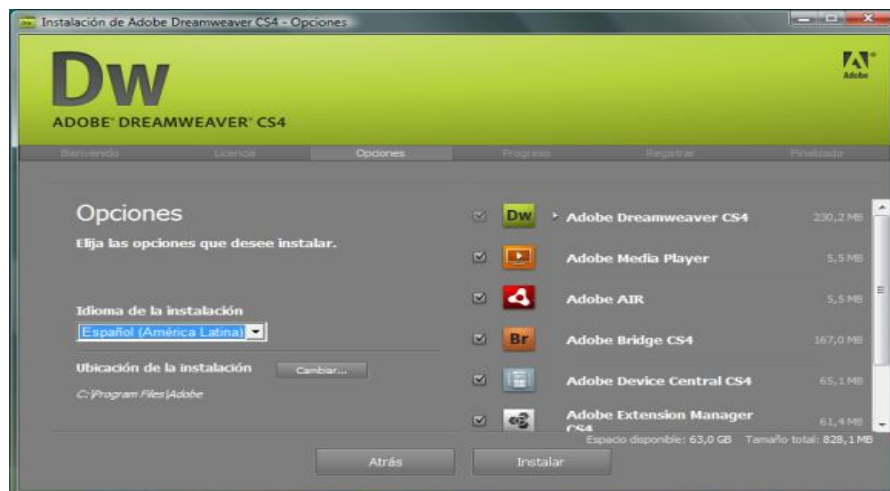 Instalación de Adobe Dreamweaver CS4 - Opciones
Dw
ADOBE® DREAMWEAVER® CS4
Adobe
Bienvenido Licencia Opciones Progreso Registrar Finalizado
Opciones
Elija las opciones que desee instalar.
Idioma de la instalación
Español (América Latina)
Ubicación de la instalación Cambiar...
C:\Program Files\Adobe
Dw Adobe Dreamweaver CS4 230,2 MB
Adobe Media Player 5,5 MB
Adobe AIR 5,5 MB
Br Adobe Bridge CS4 167,0 MB
Adobe Device Central CS4 65,1 MB
Adobe Extension Manager
CS4 61,4 MB
Espacio disponible: 63,0 GB Tamaño total: 828,1 MB
Atrás Instalar